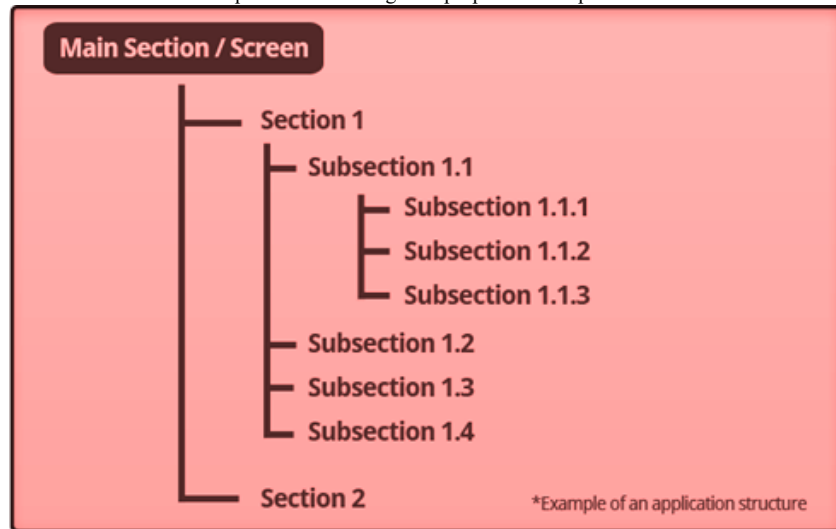 Main Section / Screen
Section 1
Subsection 1.1
Subsection 1.1.1
Subsection 1.1.2
Subsection 1.1.3
Subsection 1.2
Subsection 1.3
Subsection 1.4
Section 2
*Example of an application structure